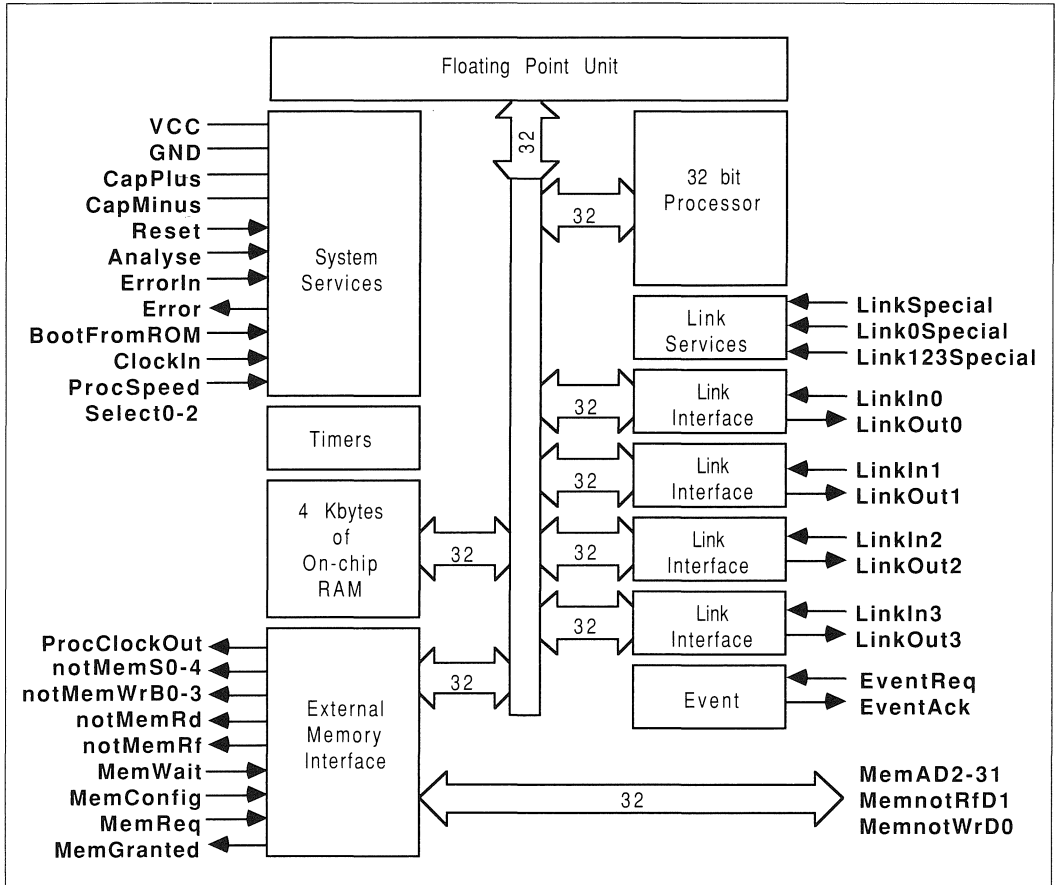 Floating Point Unit
VCC
GND
CapPlus
CapMinus
Reset
Analyse
ErrorIn
Error
BootFromROM
ClockIn
ProcSpeed
Select0-2
System
Services
32
32
32 bit
Processor
Link
Services
LinkSpecial
Link0Special
Link123Special
Timers
32
Link
Interface
LinkIn0
LinkOut0
32
Link
Interface
LinkIn1
LinkOut1
4 Kbytes
of
On-chip
RAM
32
32
Link
Interface
LinkIn2
LinkOut2
32
Link
Interface
LinkIn3
LinkOut3
ProcClockOut
notMemS0-4
notMemWrB0-3
notMemRd
notMemRf
MemWait
MemConfig
MemReq
MemGranted
External
Memory
Interface
32
Event
EventReq
EventAck
32
MemAD2-31
MemnotRfD1
MemnotWrD0